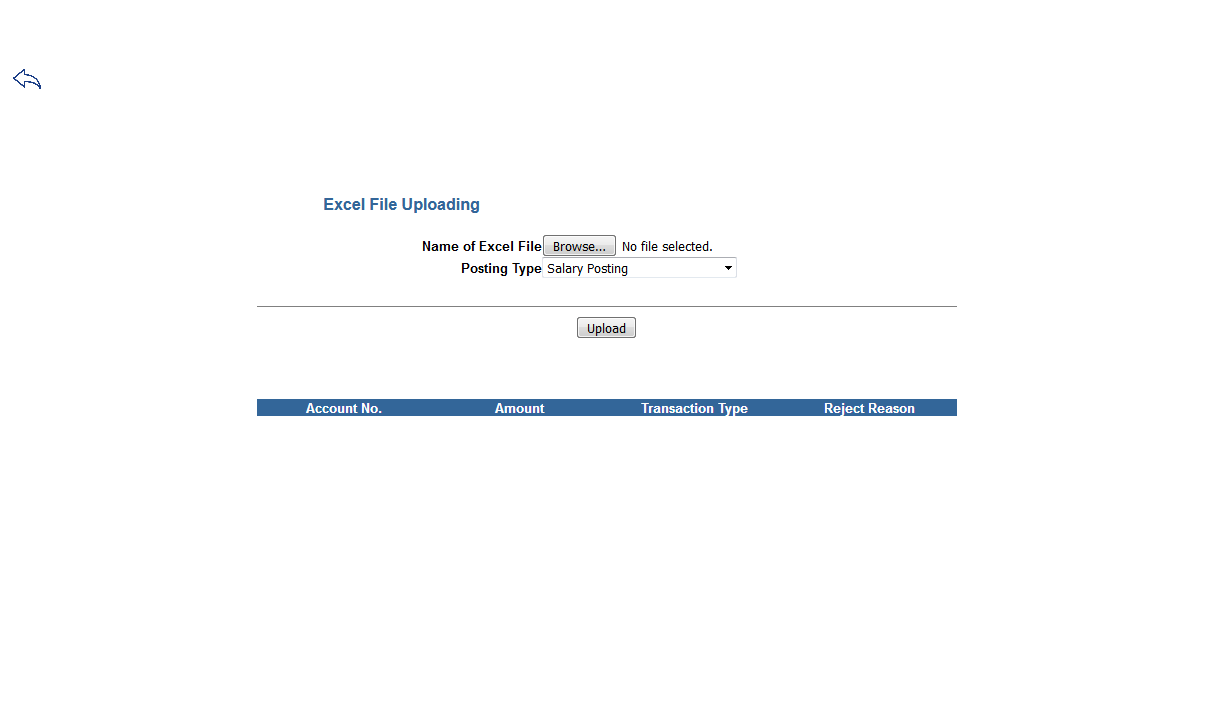 Excel File Uploading
Name of Excel File Browse... No file selected.
Posting Type Salary Posting
Upload
Account No. Amount Transaction Type Reject Reason